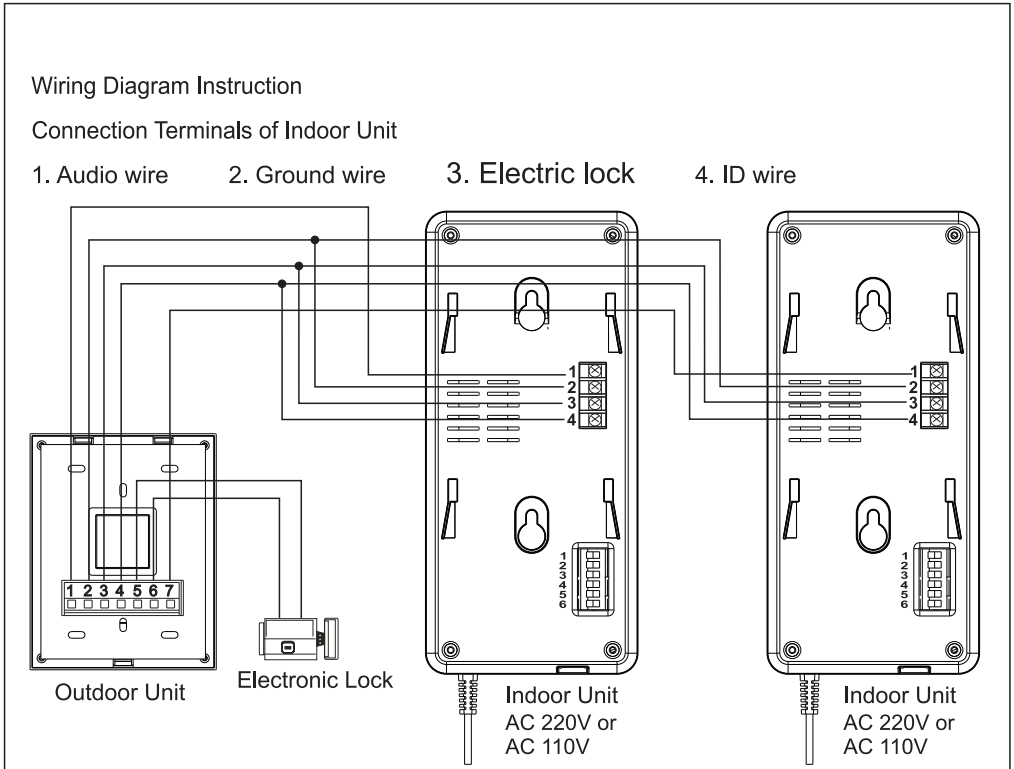 Wiring Diagram Instruction
Connection Terminals of Indoor Unit
1. Audio wire 2. Ground wire 3. Electric lock 4. ID wire
1
2
3
4
1
2
3
4
1 2 3 4 5 6 7
1
2
3
4
5
6
1
2
3
4
5
6
Outdoor Unit
Electronic Lock
Indoor Unit
AC 220V or
AC 110V
Indoor Unit
AC 220V or
AC 110V